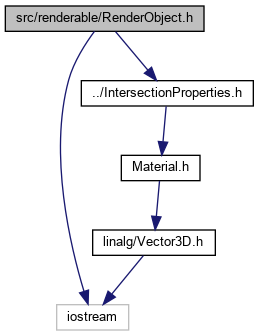 src/renderable/RenderObject.h
../IntersectionProperties.h
Material.h
linalg/Vector3D.h
iostream